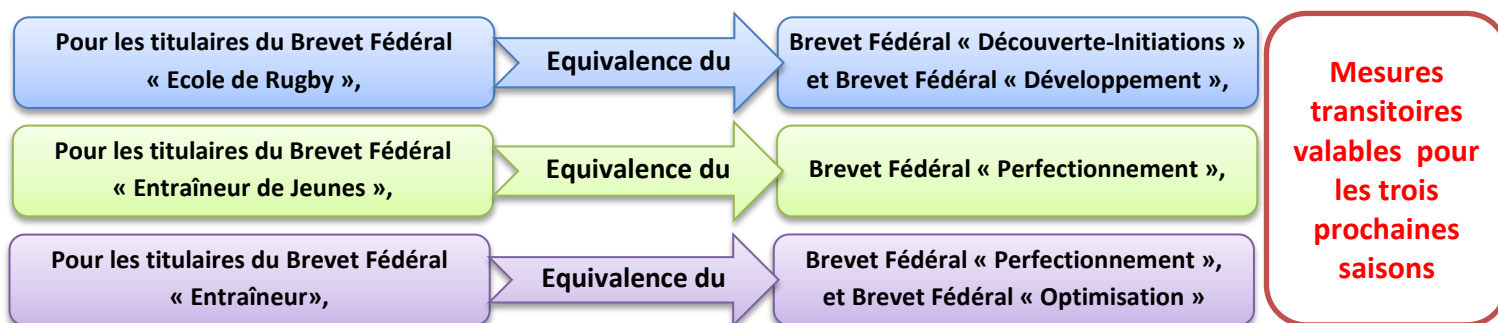 Pour les titulaires du Brevet Fédéral
« Ecole de Rugby »,
Equivalence du
Brevet Fédéral « Découverte-Initiations »
et Brevet Fédéral « Développement »,
Pour les titulaires du Brevet Fédéral
« Entraîneur de Jeunes »,
Equivalence du
Brevet Fédéral « Perfectionnement »,
Pour les titulaires du Brevet Fédéral
« Entraîneur»,
Equivalence du
Brevet Fédéral « Perfectionnement »,
et Brevet Fédéral « Optimisation »
Mesures
transitoires
valables pour
les trois
prochaines
saisons